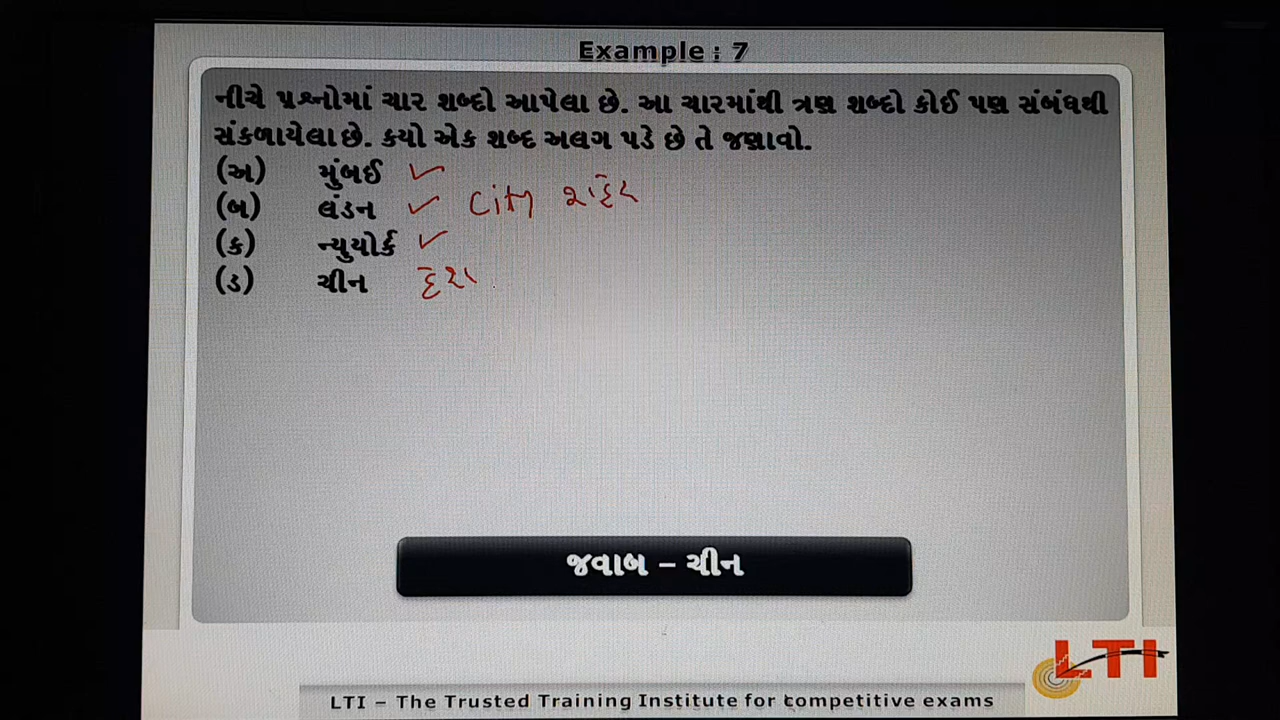 Example : 7
નીચે પ્રશ્નોમાં ચાર શબ્દો આપેલા છે. આ ચારમાંથી ત્રણ શબ્દો કોઈ પણ સંબંધથી
સંકળાયેલા છે. કયો એક શબ્દ અલગ પડે છે તે જણાવો.
(અ) મુંબઈ
(બ) લંડન City શહેર
(ક) ન્યુયોર્ક
(ડ) ચીન દેશ
જવાબ – ચીન
LTI
LTI – The Trusted Training Institute for competitive exams